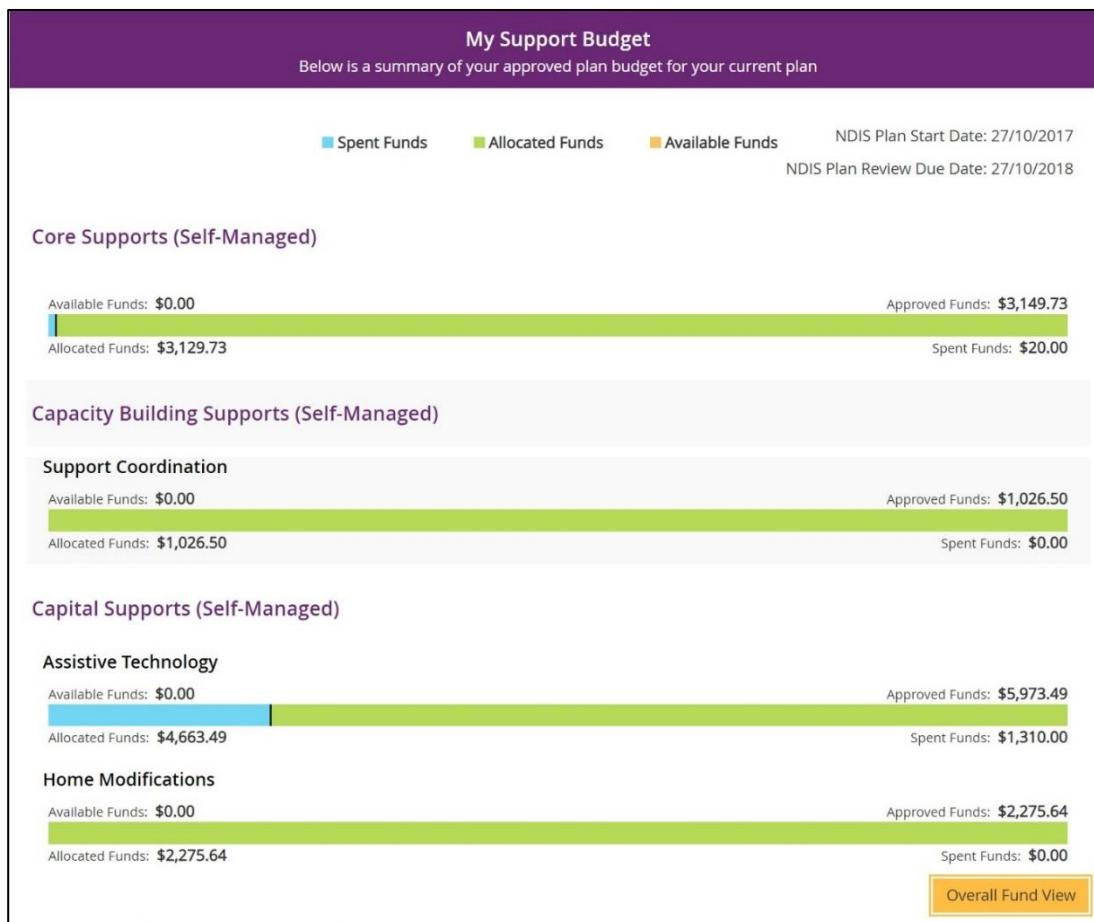 My Support Budget
Below is a summary of your approved plan budget for your current plan
Spent Funds Allocated Funds Available Funds NDIS Plan Start Date: 27/10/2017
NDIS Plan Review Due Date: 27/10/2018
Core Supports (Self-Managed)
Available Funds: $0.00 Approved Funds: $3,149.73
Allocated Funds: $3,129.73 Spent Funds: $20.00
Capacity Building Supports (Self-Managed)
Support Coordination
Available Funds: $0.00 Approved Funds: $1,026.50
Allocated Funds: $1,026.50 Spent Funds: $0.00
Capital Supports (Self-Managed)
Assistive Technology
Available Funds: $0.00 Approved Funds: $5,973.49
Allocated Funds: $4,663.49 Spent Funds: $1,310.00
Home Modifications
Available Funds: $0.00 Approved Funds: $2,275.64
Allocated Funds: $2,275.64 Spent Funds: $0.00
Overall Fund View